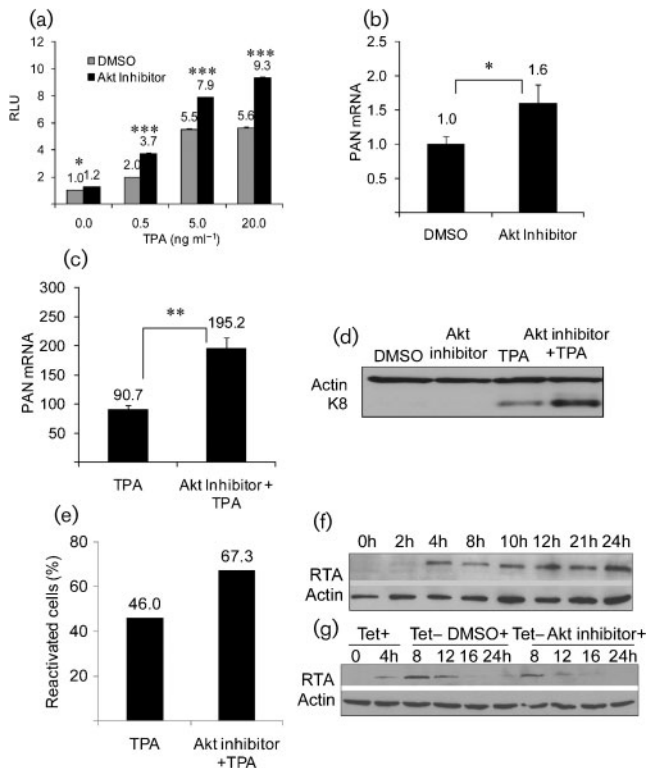 (a)
DMSO
Akt Inhibitor
RLU
12
10
8
6
4
2
*
1.0 1.2
***
2.0 3.7
***
5.5 7.9
***
5.6 9.3
0.0 0.5 5.0 20.0
TPA (ng ml⁻¹)
(b)
PAN mRNA
2.0
1.5
1.0
0.5
*
1.0
1.6
DMSO Akt Inhibitor
(c)
PAN mRNA
300
250
200
150
100
50
**
90.7
195.2
TPA Akt Inhibitor +
TPA
(d)
DMSO Akt inhibitor TPA Akt inhibitor +TPA
Actin
K8
(e)
Reactivated cells (%)
80
60
40
20
46.0
67.3
TPA Akt inhibitor
+TPA
(f)
0h 2h 4h 8h 10h 12h 21h 24h
RTA
Actin
(g)
Tet+ Tet– DMSO+ Tet– Akt inhibitor+
0 4h 8 12 16 24h 8 12 16 24h
RTA
Actin